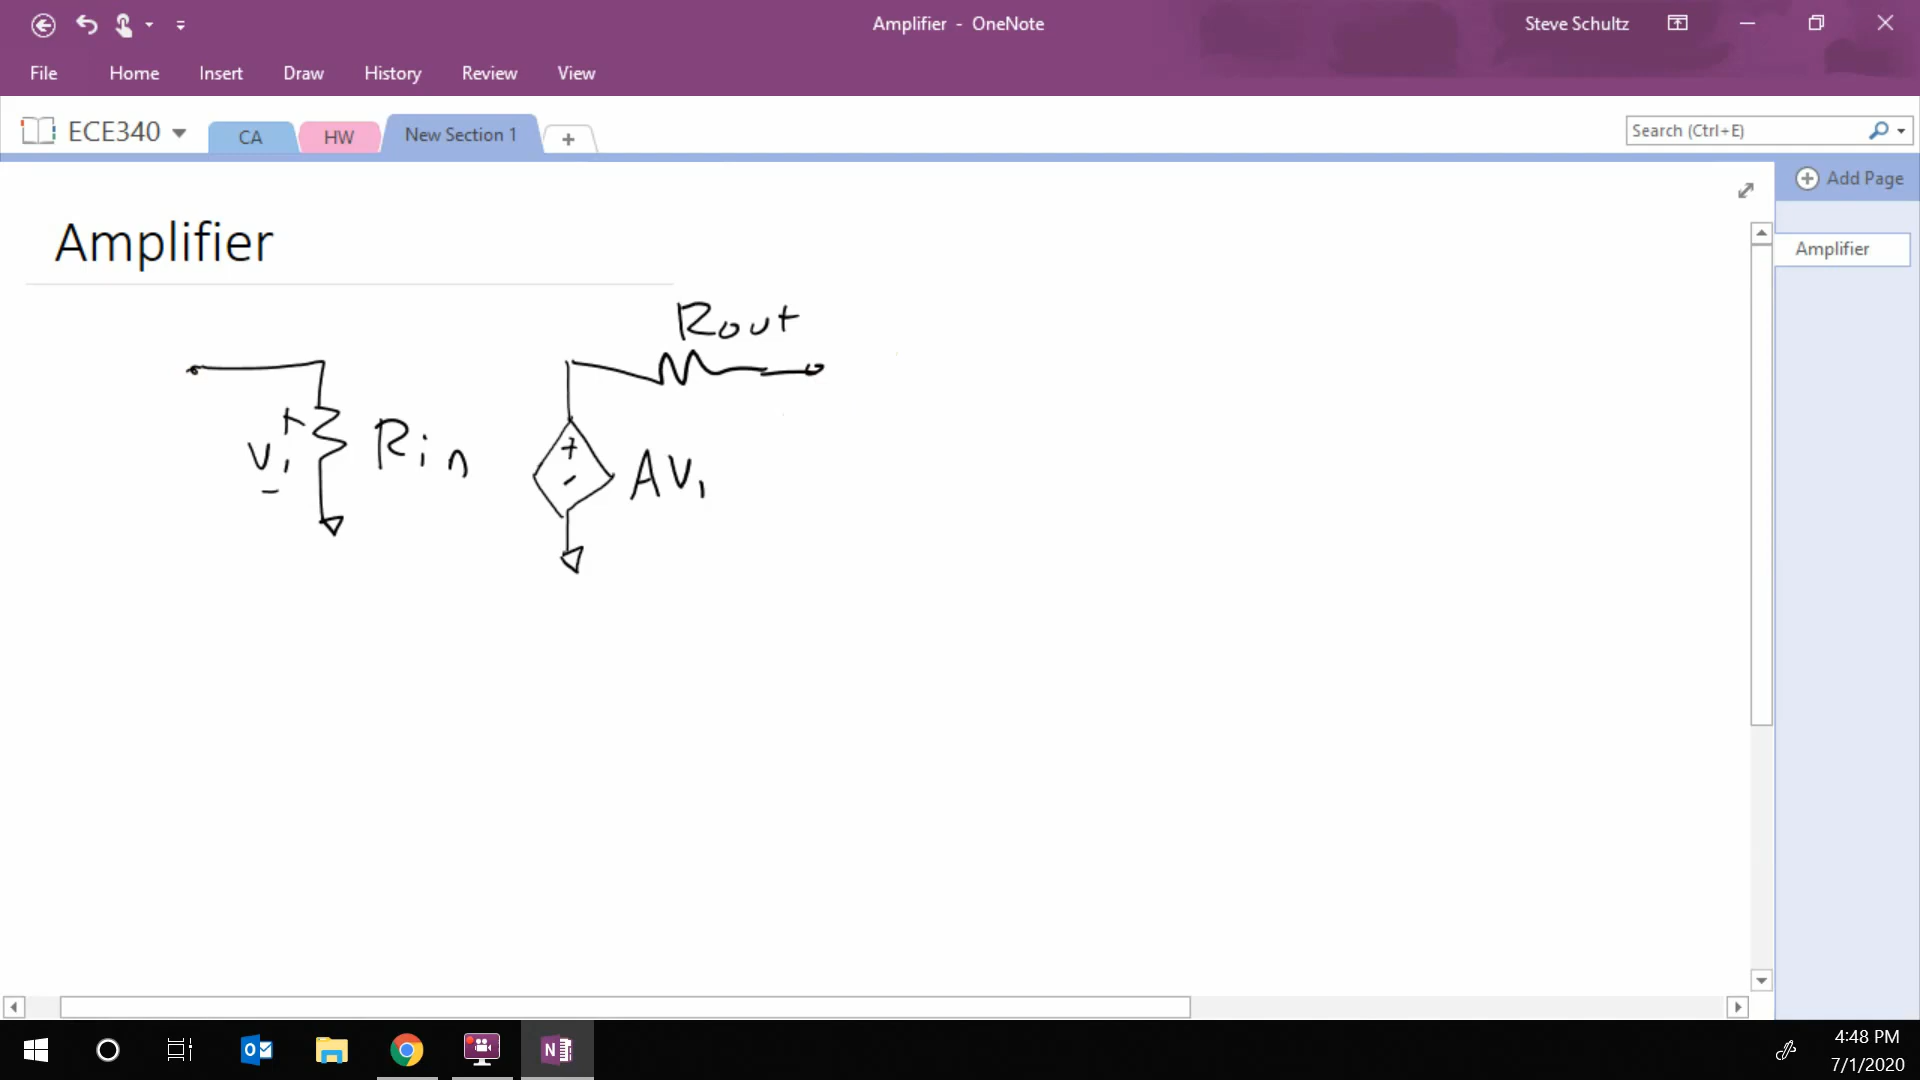 Amplifier - OneNote
Steve Schultz
File Home Insert Draw History Review View
ECE340 CA HW New Section 1 +
Search (Ctrl+E)
Add Page
Amplifier
Amplifier
Rout
+
V1
-
Rin
+
-
AV1
4:48 PM
7/1/2020